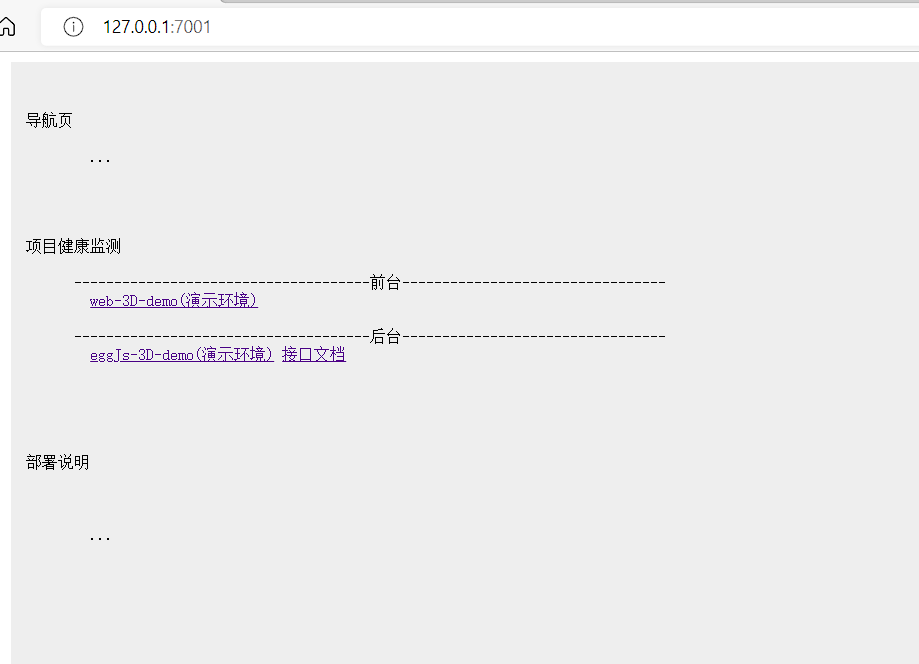 127.0.0.1:7001
导航页
...
项目健康监测
-------------------------------------前台---------------------------------
web-3D-demo(演示环境)
-------------------------------------后台---------------------------------
eggJs-3D-demo(演示环境) 接口文档
部署说明
...